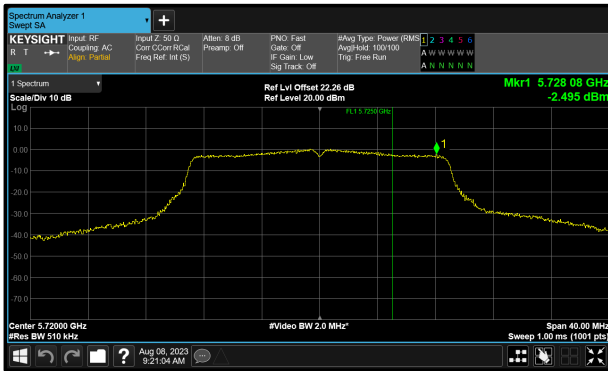 Spectrum Analyzer 1
Swept SA
KEYSIGHT
R T
LXI
Input: RF
Coupling: AC
Align: Partial
Input Z: 50 Ω
Corr CCorr RCal
Freq Ref: Int (S)
Atten: 8 dB
Preamp: Off
PNO: Fast
Gate: Off
IF Gain: Low
Sig Track: Off
#Avg Type: Power (RMS
Avg|Hold: 100/100
Trig: Free Run
1 2 3 4 5 6
A W W W W W
A N N N N N
1 Spectrum
Scale/Div 10 dB
Log
Ref Lvl Offset 22.26 dB
Ref Level 20.00 dBm
Mkr1 5.728 08 GHz
-2.495 dBm
FL1 5.7250 GHz
1
10.0
0.00
-10.0
-20.0
-30.0
-40.0
-50.0
-60.0
-70.0
Center 5.72000 GHz
#Res BW 510 kHz
#Video BW 2.0 MHz*
Span 40.00 MHz
Sweep 1.00 ms (1001 pts)
?
Aug 08, 2023
9:21:04 AM